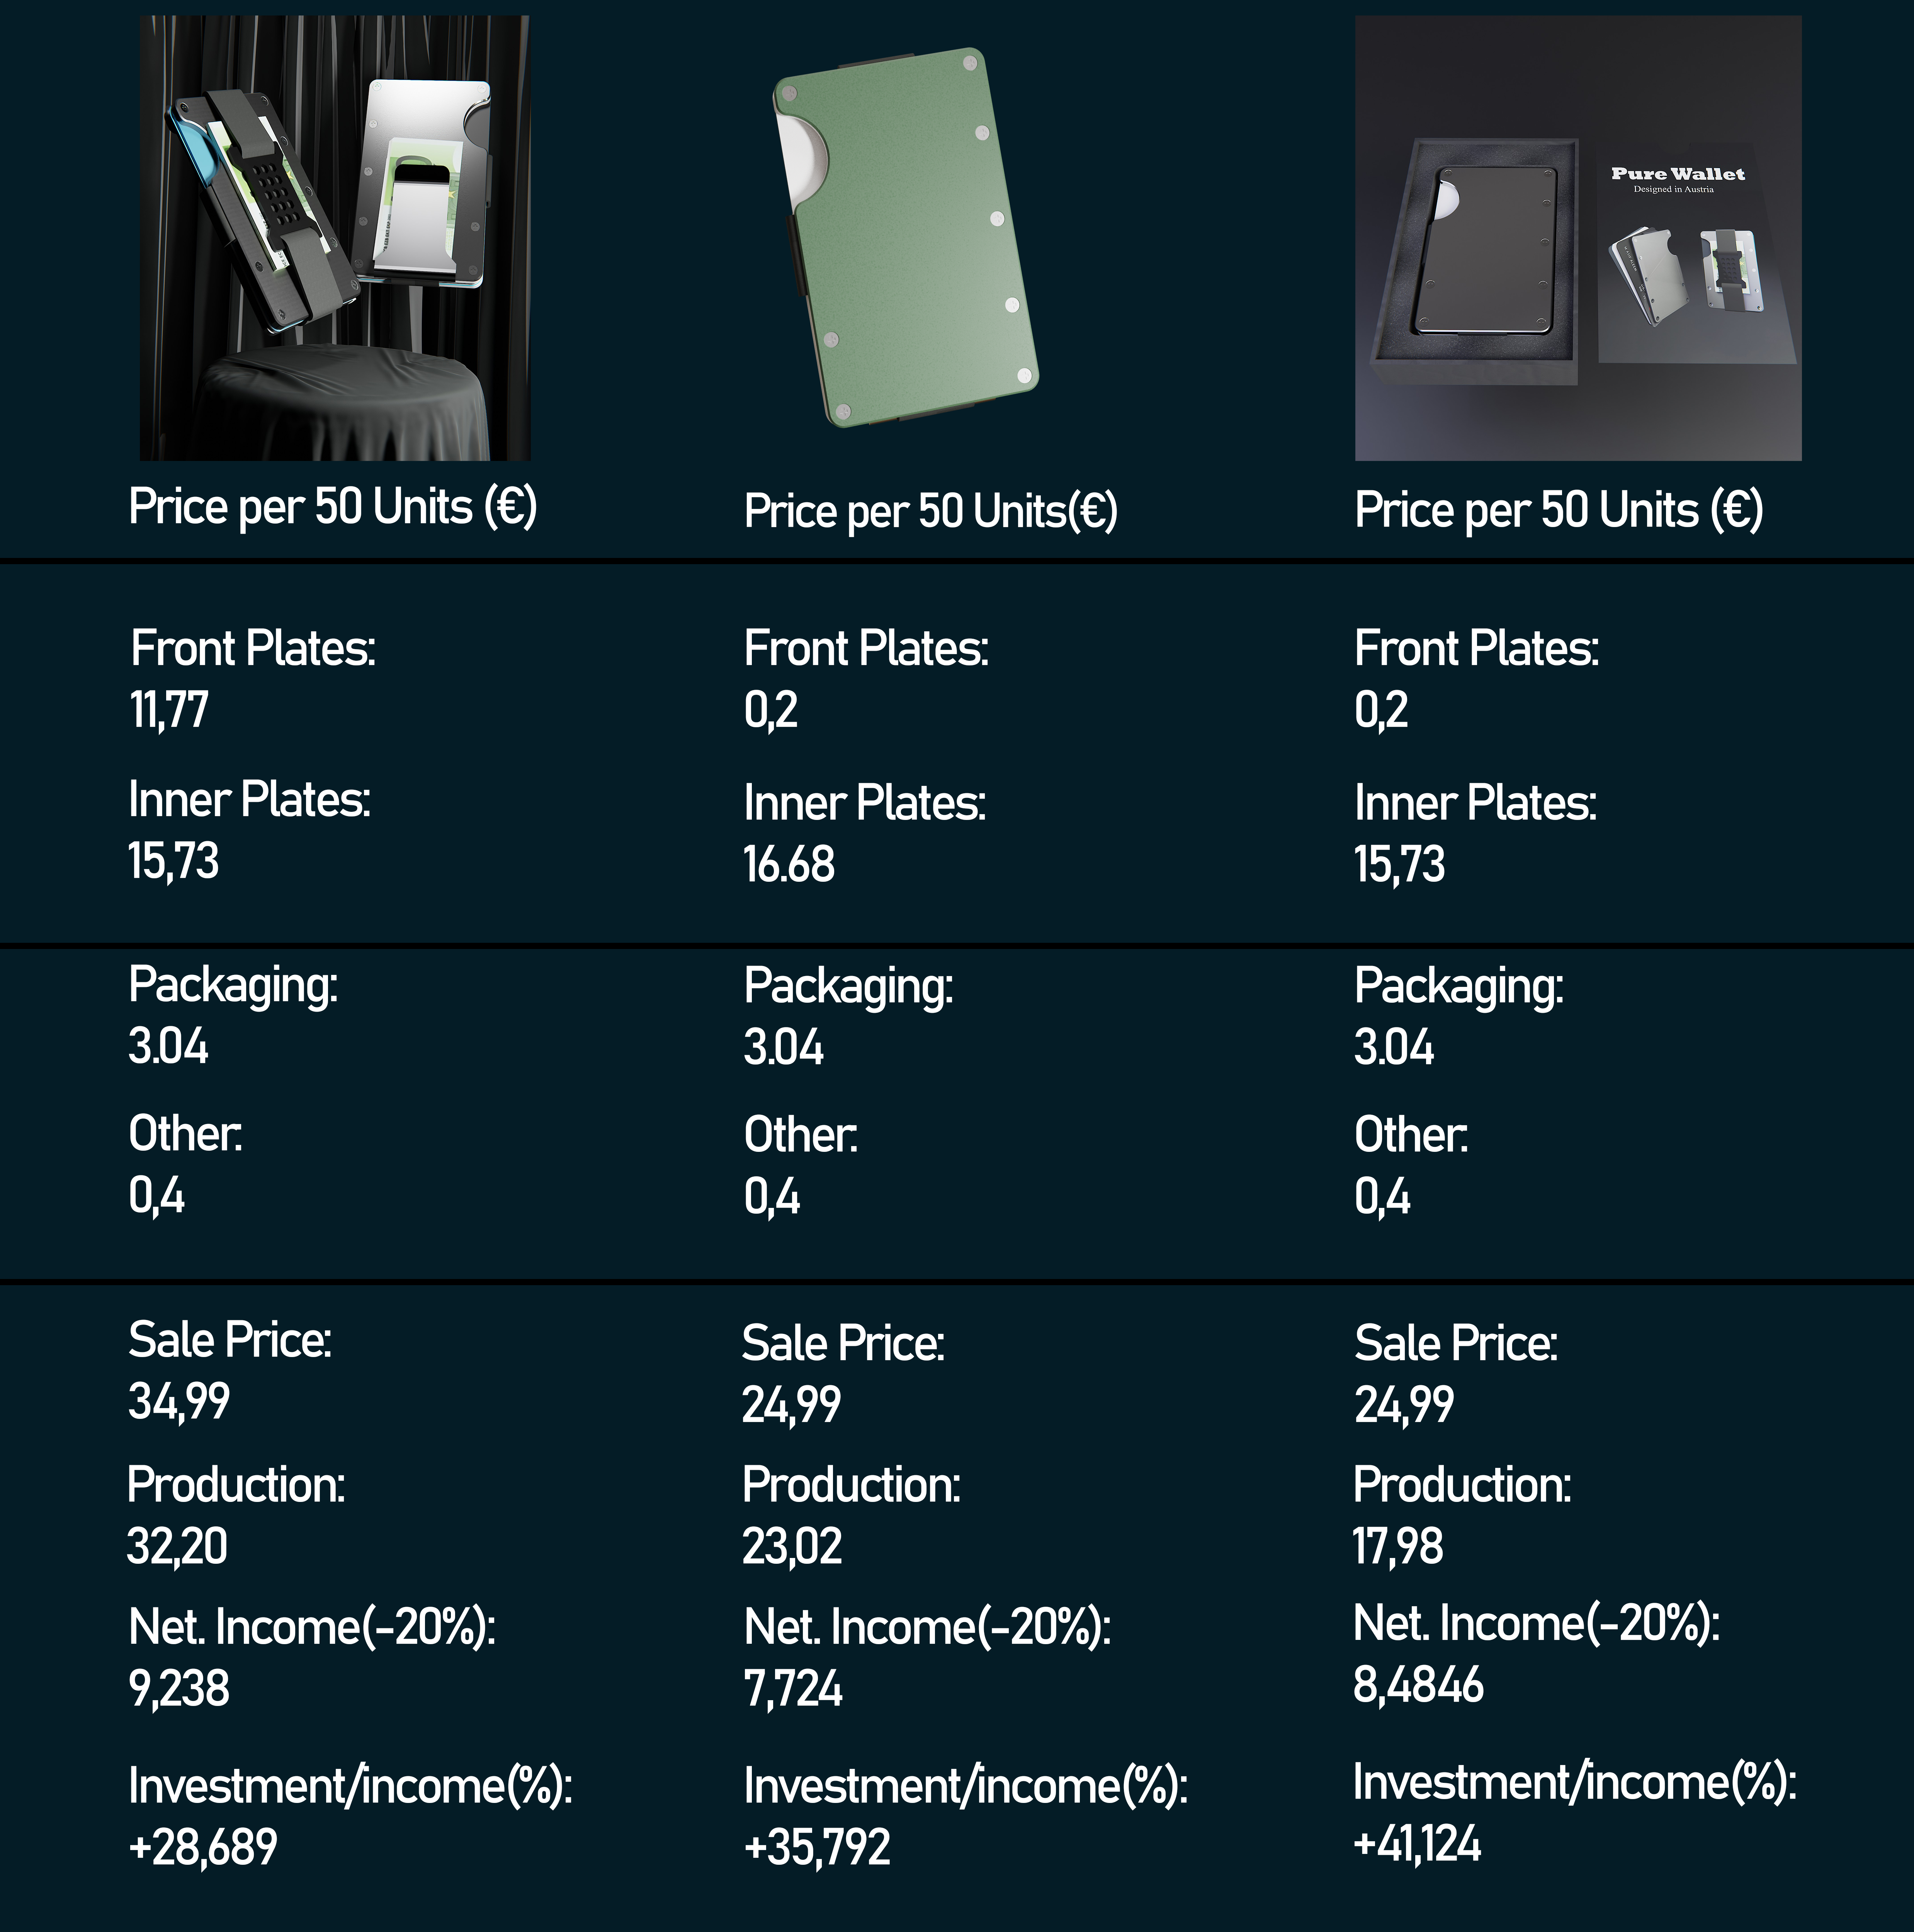 Pure Wallet
Designed in Austria
Price per 50 Units (€)
Price per 50 Units(€)
Price per 50 Units (€)
Front Plates:
11,77
Front Plates:
0,2
Front Plates:
0,2
Inner Plates:
15,73
Inner Plates:
16.68
Inner Plates:
15,73
Packaging:
3.04
Packaging:
3.04
Packaging:
3.04
Other:
0,4
Other:
0,4
Other:
0,4
Sale Price:
34,99
Sale Price:
24,99
Sale Price:
24,99
Production:
32,20
Production:
23,02
Production:
17,98
Net. Income(-20%):
9,238
Net. Income(-20%):
7,724
Net. Income(-20%):
8,4846
Investment/income(%):
+28,689
Investment/income(%):
+35,792
Investment/income(%):
+41,124